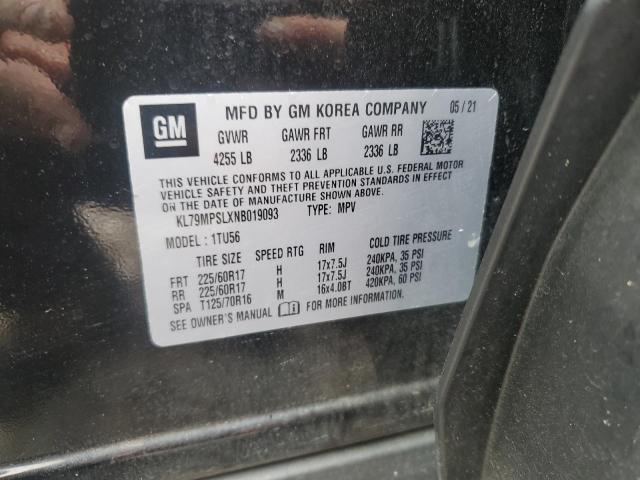 GM
MFD BY GM KOREA COMPANY 05/21
GVWR GAWR FRT GAWR RR
4255 LB 2336 LB 2336 LB
THIS VEHICLE CONFORMS TO ALL APPLICABLE U.S. FEDERAL MOTOR
VEHICLE SAFETY AND THEFT PREVENTION STANDARDS IN EFFECT
ON THE DATE OF MANUFACTURE SHOWN ABOVE.
KL79MPSLXNB019093 TYPE: MPV
MODEL: 1TU56
TIRE SIZE SPEED RTG RIM COLD TIRE PRESSURE
FRT 225/60R17 H 17x7.5J 240KPA, 35 PSI
RR 225/60R17 H 17x7.5J 240KPA, 35 PSI
SPA T125/70R16 M 16x4.0BT 420KPA, 60 PSI
SEE OWNER'S MANUAL FOR MORE INFORMATION.